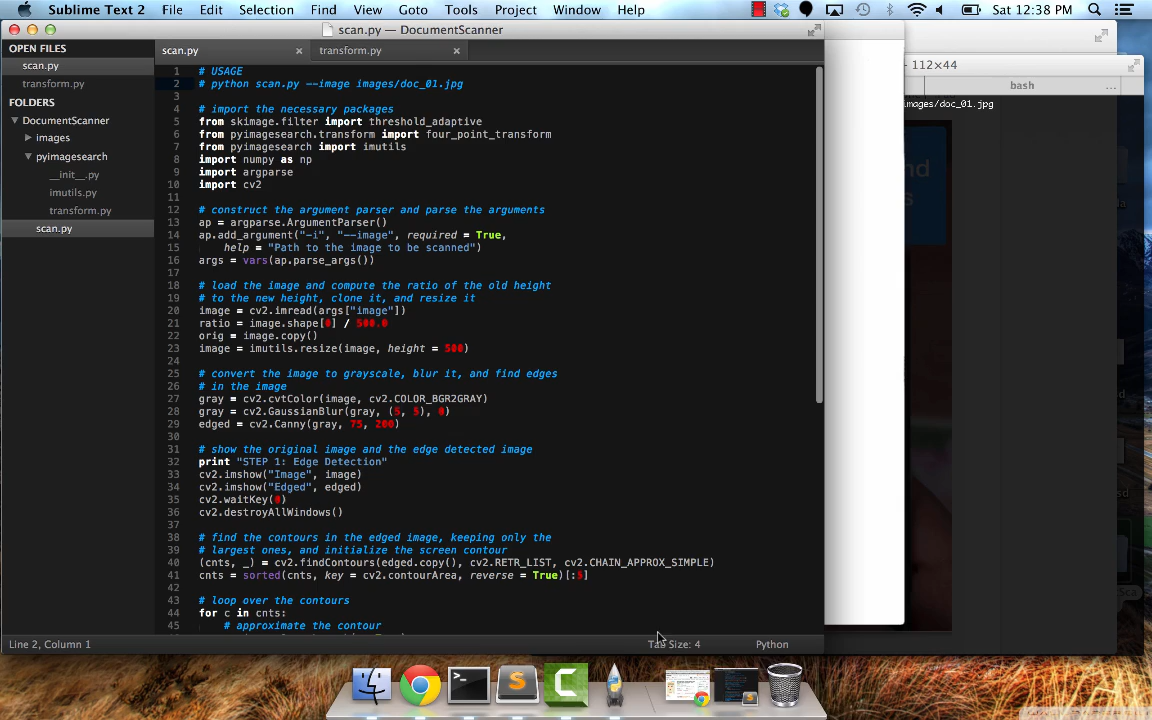 Sublime Text 2 File Edit Selection Find View Goto Tools Project Window Help Sat 12:38 PM
scan.py — DocumentScanner
112×44
OPEN FILES
scan.py
transform.py
FOLDERS
DocumentScanner
images
pyimagesearch
__init__.py
imutils.py
transform.py
scan.py
scan.py transform.py
bash
images/doc_01.jpg
1 # USAGE
2 # python scan.py --image images/doc_01.jpg
3
4 # import the necessary packages
5 from skimage.filter import threshold_adaptive
6 from pyimagesearch.transform import four_point_transform
7 from pyimagesearch import imutils
8 import numpy as np
9 import argparse
10 import cv2
11
12 # construct the argument parser and parse the arguments
13 ap = argparse.ArgumentParser()
14 ap.add_argument("-i", "--image", required = True,
15 help = "Path to the image to be scanned")
16 args = vars(ap.parse_args())
17
18 # load the image and compute the ratio of the old height
19 # to the new height, clone it, and resize it
20 image = cv2.imread(args["image"])
21 ratio = image.shape[0] / 500.0
22 orig = image.copy()
23 image = imutils.resize(image, height = 500)
24
25 # convert the image to grayscale, blur it, and find edges
26 # in the image
27 gray = cv2.cvtColor(image, cv2.COLOR_BGR2GRAY)
28 gray = cv2.GaussianBlur(gray, (5, 5), 0)
29 edged = cv2.Canny(gray, 75, 200)
30
31 # show the original image and the edge detected image
32 print "STEP 1: Edge Detection"
33 cv2.imshow("Image", image)
34 cv2.imshow("Edged", edged)
35 cv2.waitKey(0)
36 cv2.destroyAllWindows()
37
38 # find the contours in the edged image, keeping only the
39 # largest ones, and initialize the screen contour
40 (cnts, _) = cv2.findContours(edged.copy(), cv2.RETR_LIST, cv2.CHAIN_APPROX_SIMPLE)
41 cnts = sorted(cnts, key = cv2.contourArea, reverse = True)[:5]
42
43 # loop over the contours
44 for c in cnts:
45 # approximate the contour
Line 2, Column 1 Tab Size: 4 Python